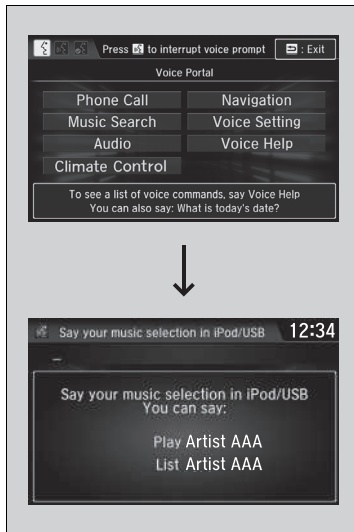 Press to interrupt voice prompt : Exit
Voice Portal
Phone Call Navigation
Music Search Voice Setting
Audio Voice Help
Climate Control
To see a list of voice commands, say Voice Help
You can also say: What is today's date?
Say your music selection in iPod/USB 12:34
Say your music selection in iPod/USB
You can say:
Play Artist AAA
List Artist AAA